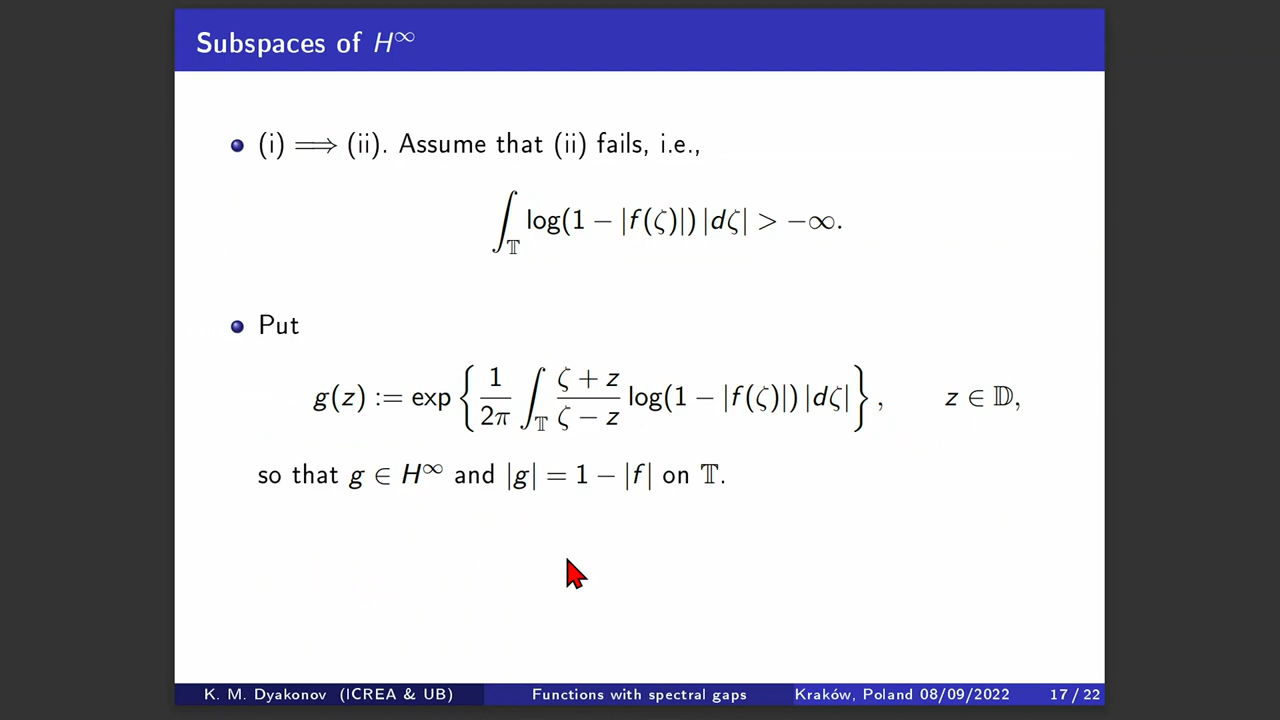 Subspaces of H^∞
(i) ⟹ (ii). Assume that (ii) fails, i.e.,
∫_𝕋 log(1 − |f(ζ)|) |dζ| > −∞.
Put
g(z) := exp { 1/2π ∫_𝕋 (ζ + z)/(ζ − z) log(1 − |f(ζ)|) |dζ| } , z ∈ 𝔻,
so that g ∈ H^∞ and |g| = 1 − |f| on 𝕋.
K. M. Dyakonov (ICREA & UB) Functions with spectral gaps Kraków, Poland 08/09/2022 17 / 22